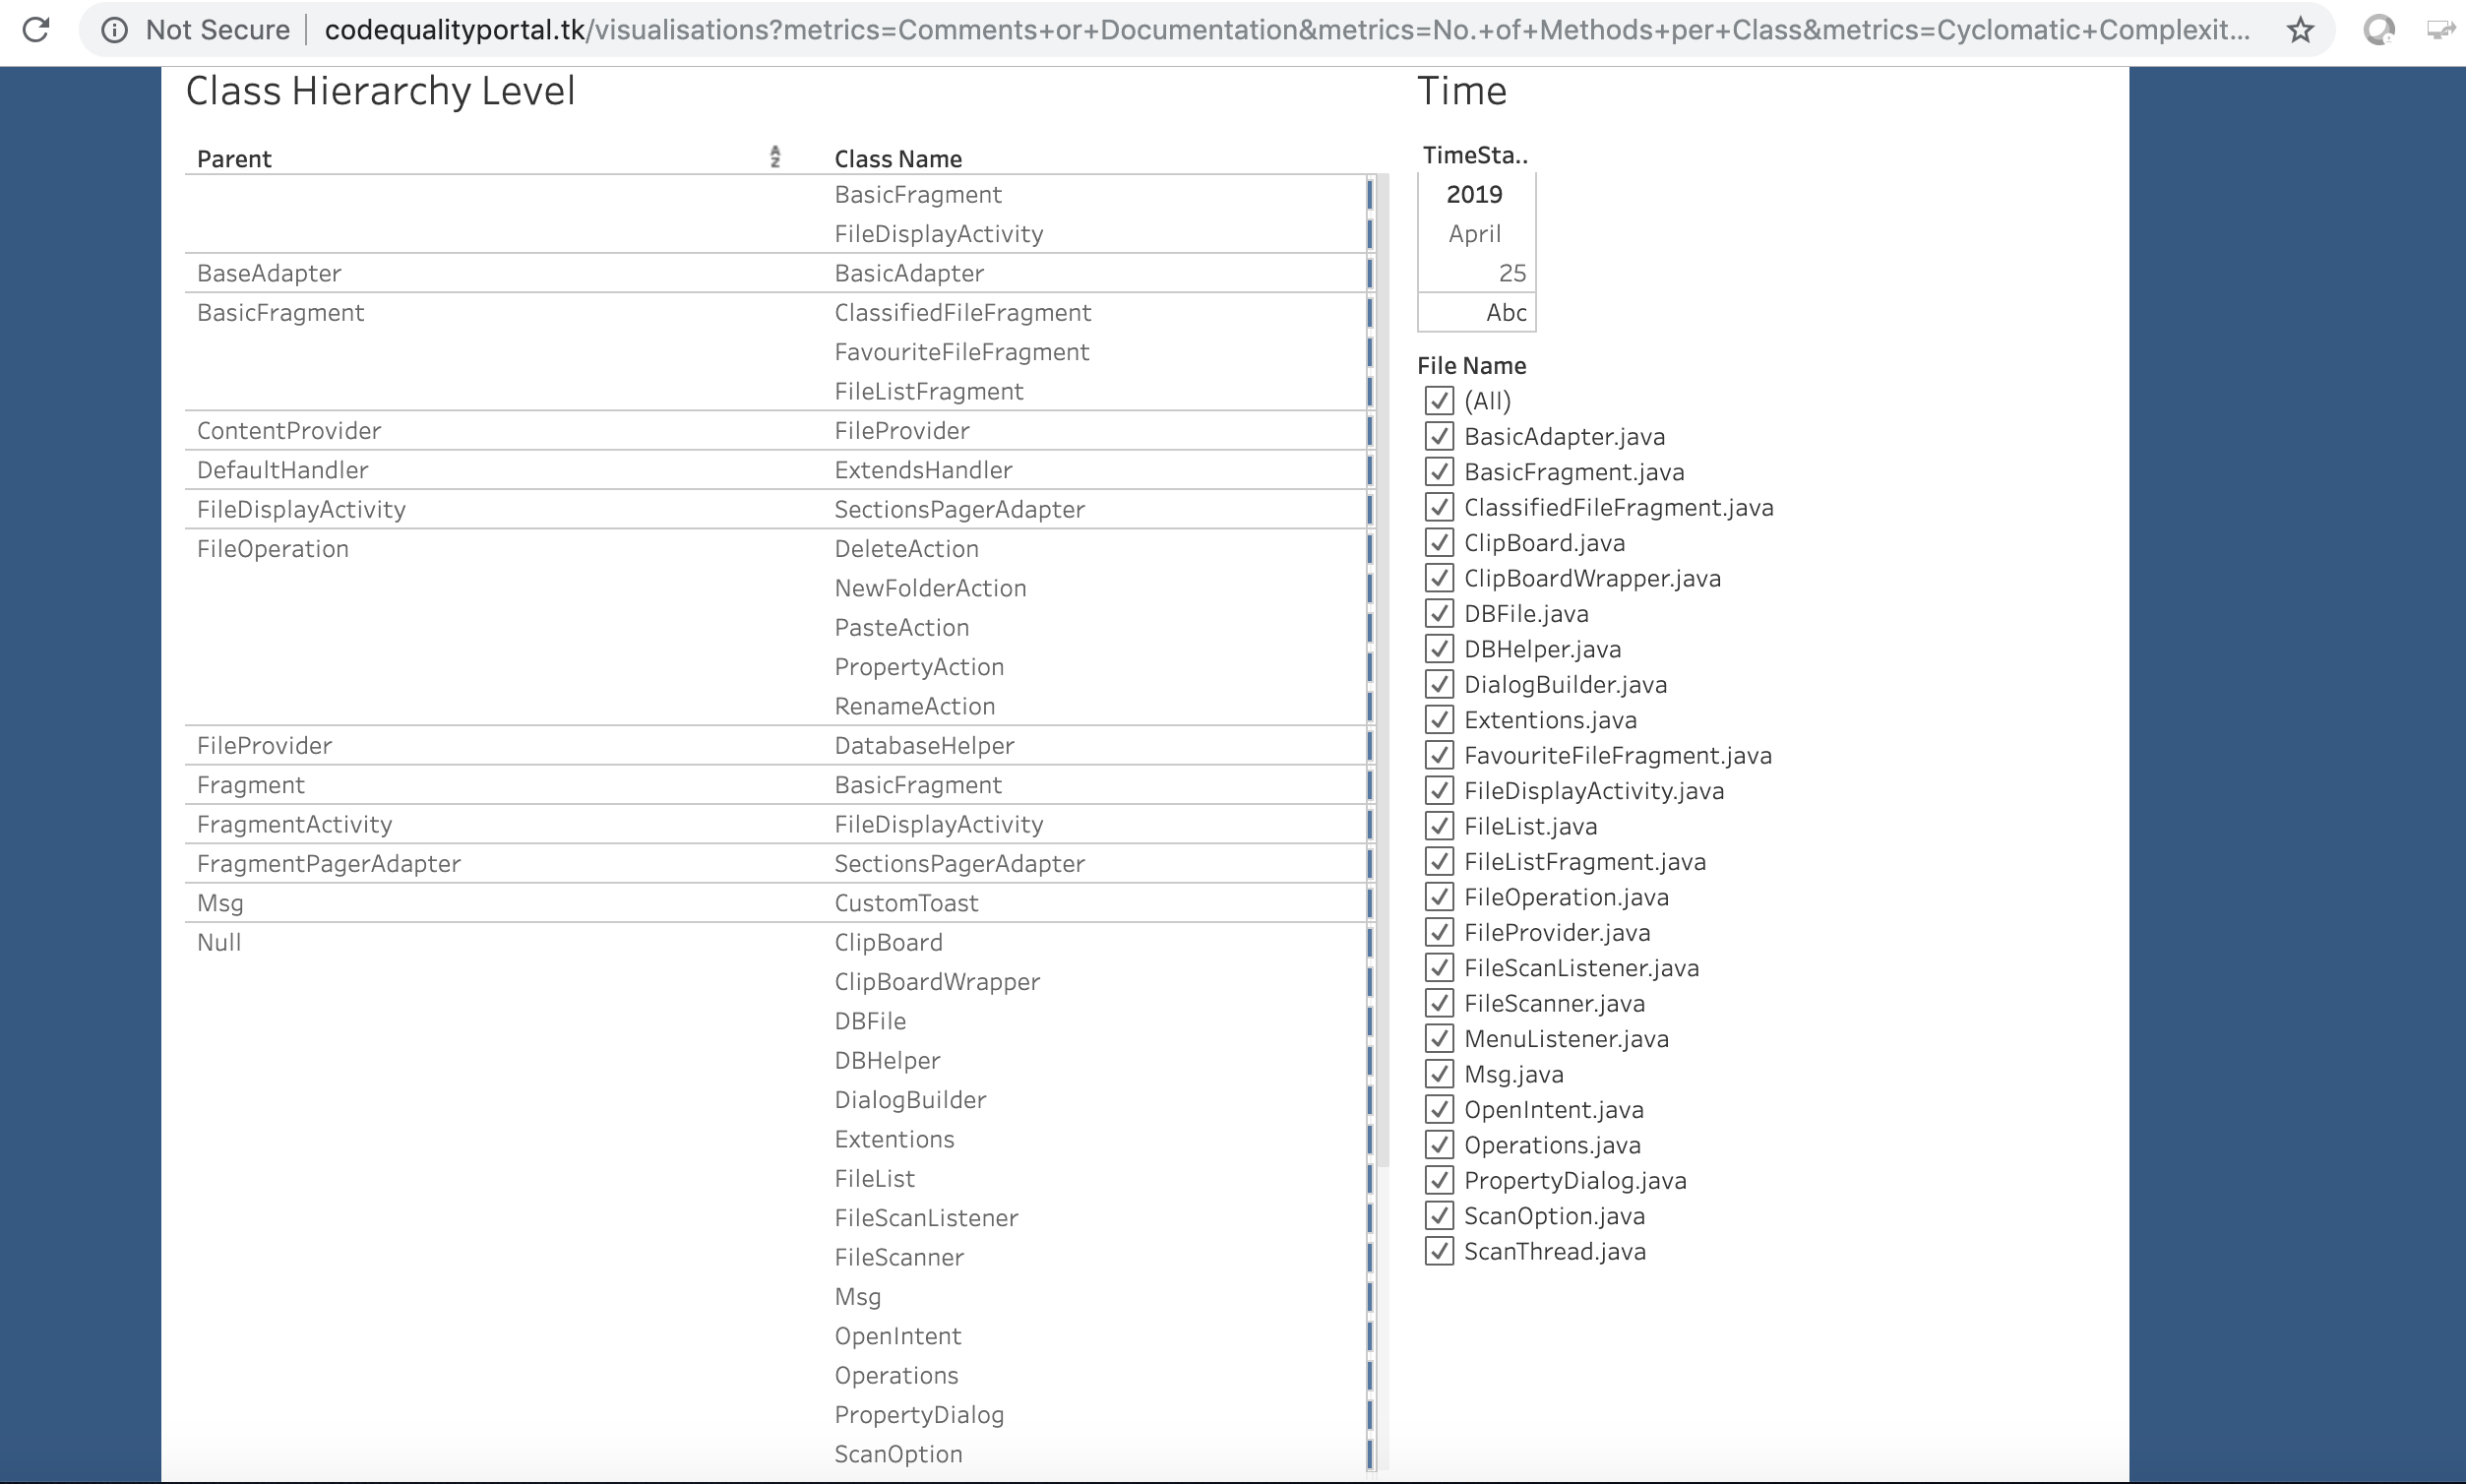 Not Secure | codequalityportal.tk/visualisations?metrics=Comments+or+Documentation&metrics=No.+of+Methods+per+Class&metrics=Cyclomatic+Complexit...
Class Hierarchy Level
Parent Class Name
BasicFragment
FileDisplayActivity
BaseAdapter BasicAdapter
BasicFragment ClassifiedFileFragment
FavouriteFileFragment
FileListFragment
ContentProvider FileProvider
DefaultHandler ExtendsHandler
FileDisplayActivity SectionsPagerAdapter
FileOperation DeleteAction
NewFolderAction
PasteAction
PropertyAction
RenameAction
FileProvider DatabaseHelper
Fragment BasicFragment
FragmentActivity FileDisplayActivity
FragmentPagerAdapter SectionsPagerAdapter
Msg CustomToast
Null ClipBoard
ClipBoardWrapper
DBFile
DBHelper
DialogBuilder
Extentions
FileList
FileScanListener
FileScanner
Msg
OpenIntent
Operations
PropertyDialog
ScanOption
Time
TimeSta..
2019
April
25
Abc
File Name
(All)
BasicAdapter.java
BasicFragment.java
ClassifiedFileFragment.java
ClipBoard.java
ClipBoardWrapper.java
DBFile.java
DBHelper.java
DialogBuilder.java
Extentions.java
FavouriteFileFragment.java
FileDisplayActivity.java
FileList.java
FileListFragment.java
FileOperation.java
FileProvider.java
FileScanListener.java
FileScanner.java
MenuListener.java
Msg.java
OpenIntent.java
Operations.java
PropertyDialog.java
ScanOption.java
ScanThread.java